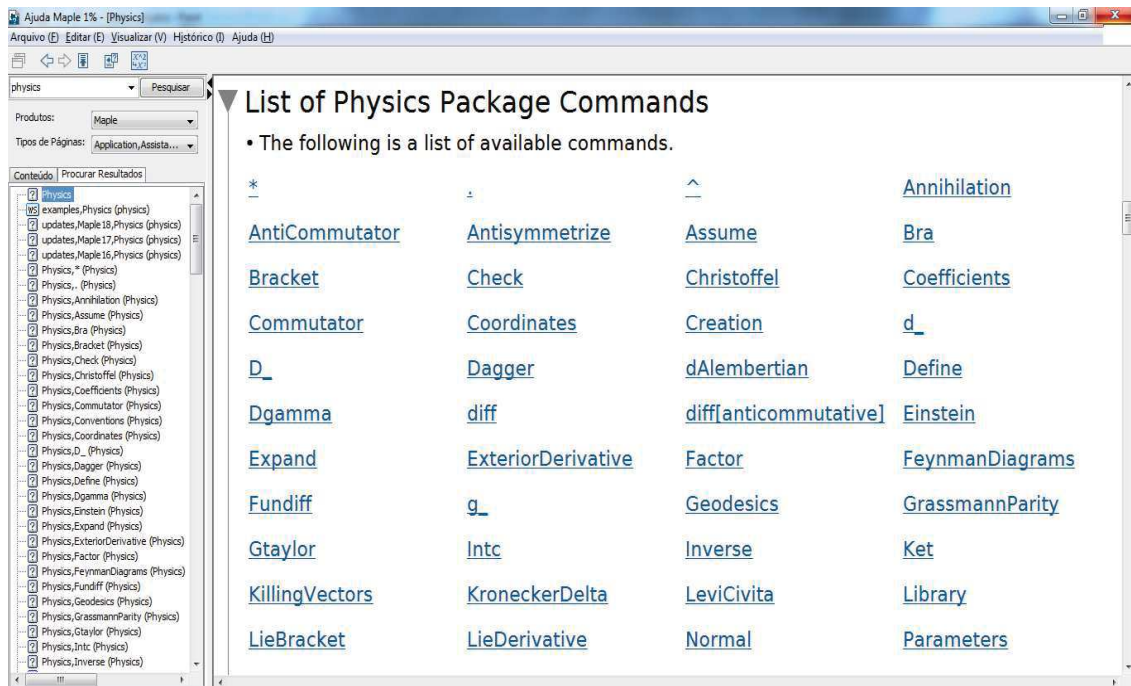 Ajuda Maple 1% - [Physics]
Arquivo (F) Editar (E) Visualizar (V) Histórico (I) Ajuda (H)
physics Pesquisar
Produtos: Maple
Tipos de Páginas: Application,Assista...
Conteúdo Procurar Resultados
Physics
examples,Physics (physics)
updates,Maple18,Physics (physics)
updates,Maple17,Physics (physics)
updates,Maple16,Physics (physics)
Physics,* (Physics)
Physics,. (Physics)
Physics,Annihilation (Physics)
Physics,Assume (Physics)
Physics,Bra (Physics)
Physics,Bracket (Physics)
Physics,Check (Physics)
Physics,Christoffel (Physics)
Physics,Coefficients (Physics)
Physics,Commutator (Physics)
Physics,Conventions (Physics)
Physics,Coordinates (Physics)
Physics,D_ (Physics)
Physics,Dagger (Physics)
Physics,Define (Physics)
Physics,Dgamma (Physics)
Physics,Einstein (Physics)
Physics,Expand (Physics)
Physics,ExteriorDerivative (Physics)
Physics,Factor (Physics)
Physics,FeynmanDiagrams (Physics)
Physics,Fundiff (Physics)
Physics,Geodesics (Physics)
Physics,GrassmannParity (Physics)
Physics,Gtaylor (Physics)
Physics,Intc (Physics)
Physics,Inverse (Physics)
List of Physics Package Commands
• The following is a list of available commands.
* . ^ Annihilation
AntiCommutator Antisymmetrize Assume Bra
Bracket Check Christoffel Coefficients
Commutator Coordinates Creation d_
D_ Dagger dAlembertian Define
Dgamma diff diff[anticommutative] Einstein
Expand ExteriorDerivative Factor FeynmanDiagrams
Fundiff g_ Geodesics GrassmannParity
Gtaylor Intc Inverse Ket
KillingVectors KroneckerDelta LeviCivita Library
LieBracket LieDerivative Normal Parameters